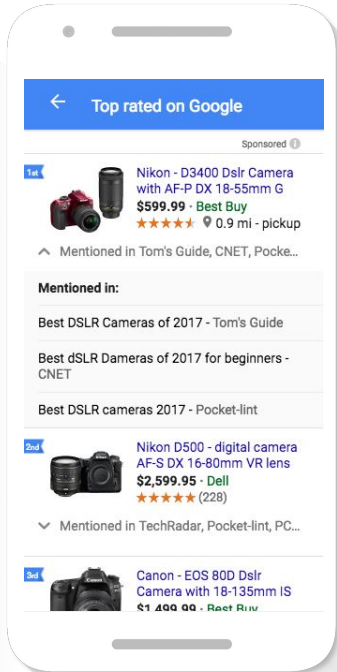 Top rated on Google
Sponsored
1st
Nikon - D3400 Dslr Camera
with AF-P DX 18-55mm G
$599.99 · Best Buy
0.9 mi - pickup
Mentioned in Tom's Guide, CNET, Pocke...
Mentioned in:
Best DSLR Cameras of 2017 - Tom's Guide
Best dSLR Dameras of 2017 for beginners -
CNET
Best DSLR cameras 2017 - Pocket-lint
2nd
Nikon D500 - digital camera
AF-S DX 16-80mm VR lens
$2,599.95 · Dell
(228)
Mentioned in TechRadar, Pocket-lint, PC...
3rd
Canon - EOS 80D Dslr
Camera with 18-135mm IS
$1,499.99 · Best Buy
Canon